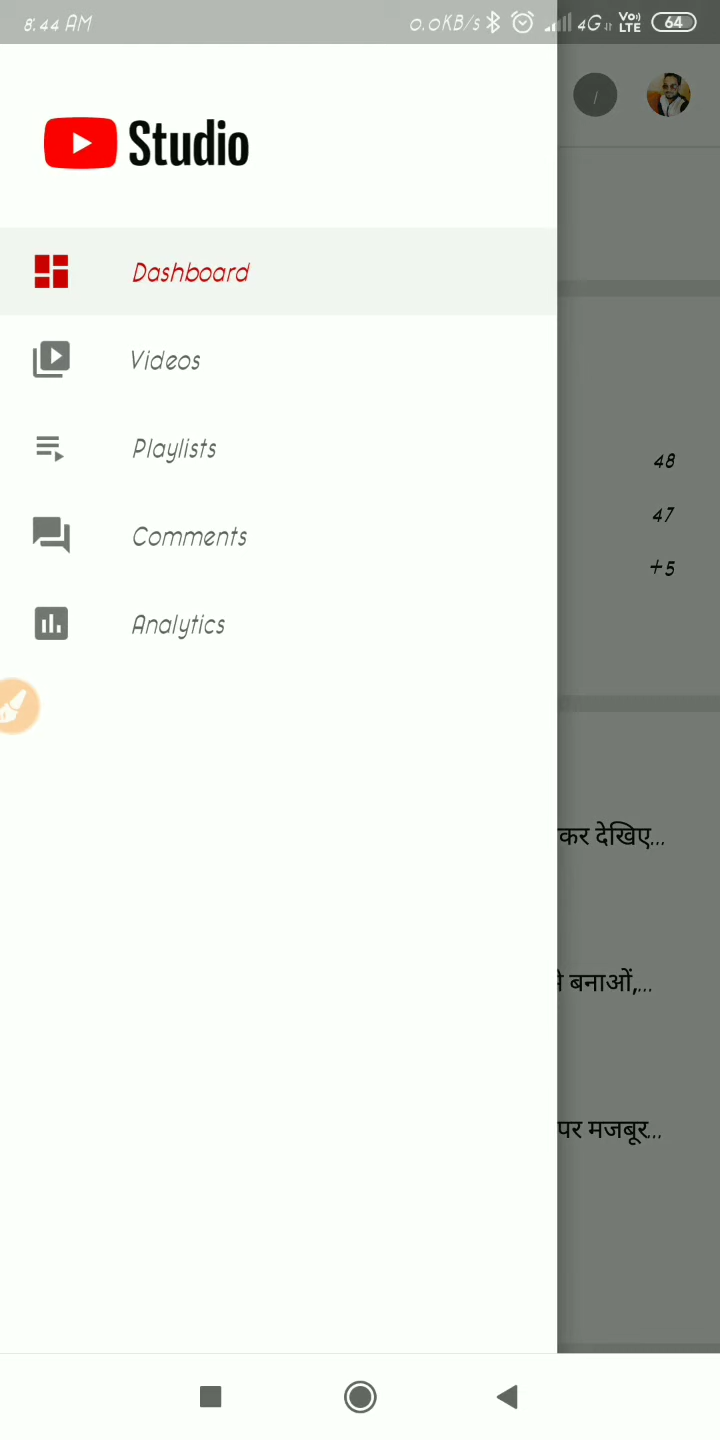 8:44 AM 0.0KB/s 4G Vo) LTE 64
Studio
Dashboard
Videos
Playlists
Comments
Analytics
48
47
+5
कर देखिए...
बनाओं,...
पर मजबूर...